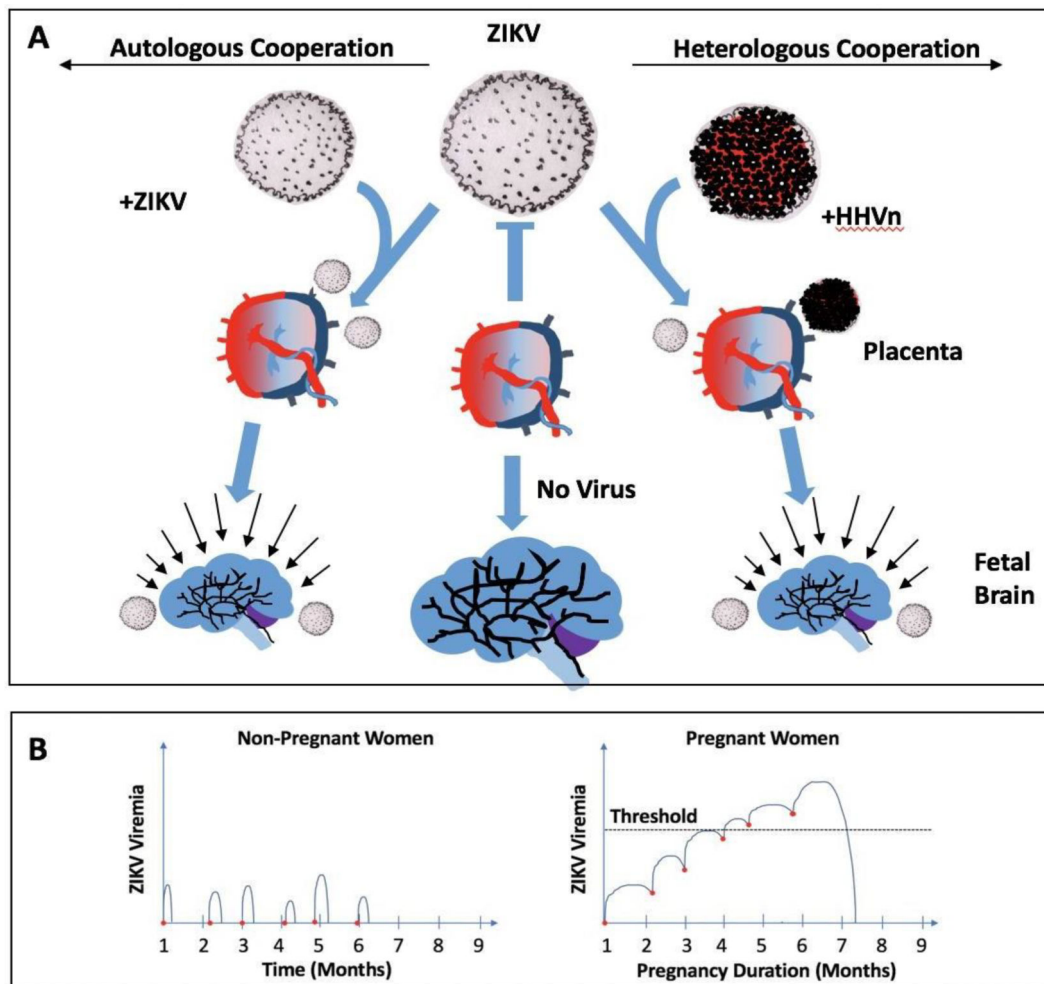 A
ZIKV
Autologous Cooperation
Heterologous Cooperation
+ZIKV
+HHVn
Placenta
No Virus
Fetal
Brain
B
Non-Pregnant Women
ZIKV Viremia
1 2 3 4 5 6 7 8 9
Time (Months)
Pregnant Women
Threshold
ZIKV Viremia
1 2 3 4 5 6 7 8 9
Pregnancy Duration (Months)